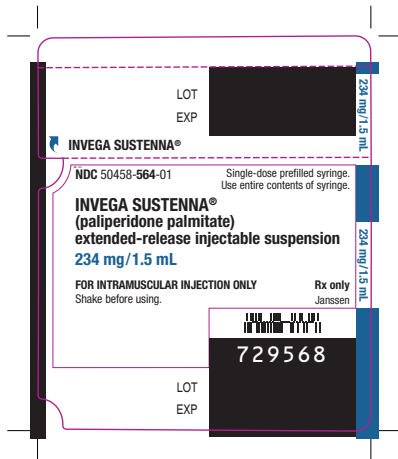 LOT
EXP
234 mg/1.5 mL
INVEGA SUSTENNA®
NDC 50458-564-01
Single-dose prefilled syringe.
Use entire contents of syringe.
INVEGA SUSTENNA®
(paliperidone palmitate)
extended-release injectable suspension
234 mg/1.5 mL
234 mg/1.5 mL
FOR INTRAMUSCULAR INJECTION ONLY
Rx only
Shake before using.
Janssen
729568
LOT
EXP